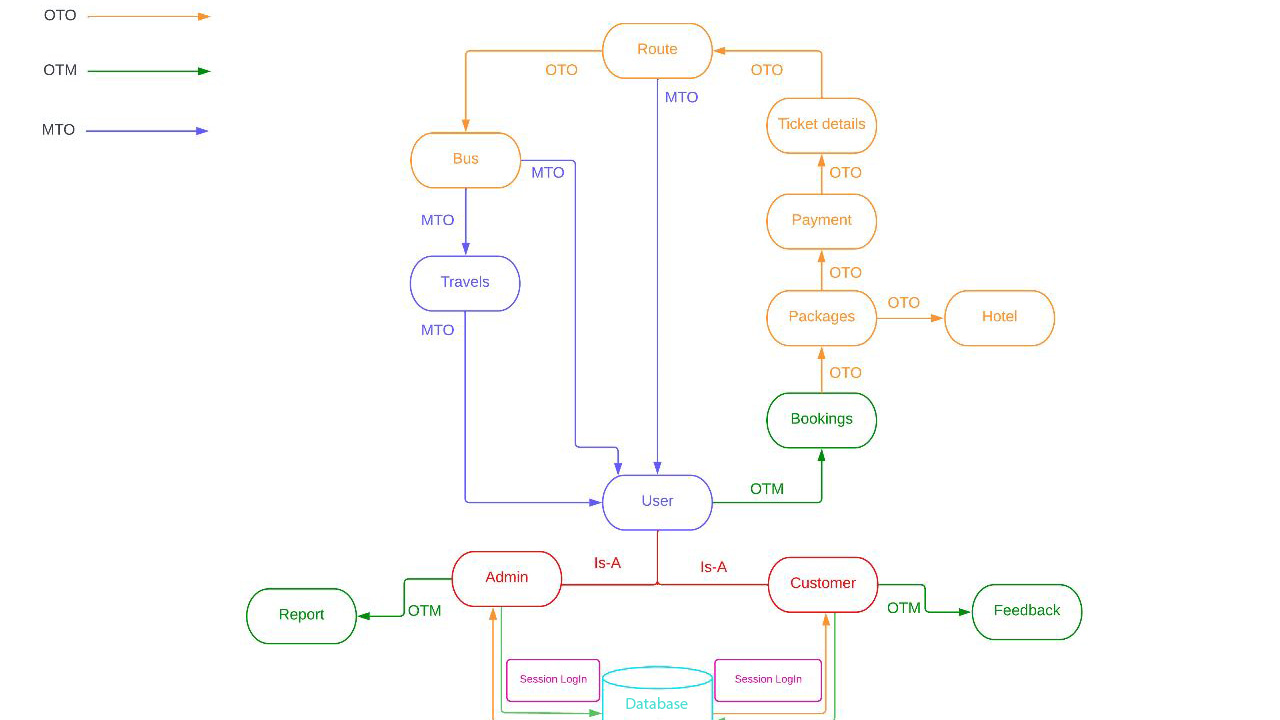 OTO
Route
OTO
OTO
OTM
MTO
Ticket details
MTO
Bus
MTO
OTO
MTO
Payment
OTO
Travels
OTO
Packages
Hotel
MTO
OTO
Bookings
OTM
User
Is-A
Is-A
Admin
Customer
Report
OTM
OTM
Feedback
Session LogIn
Session LogIn
Database